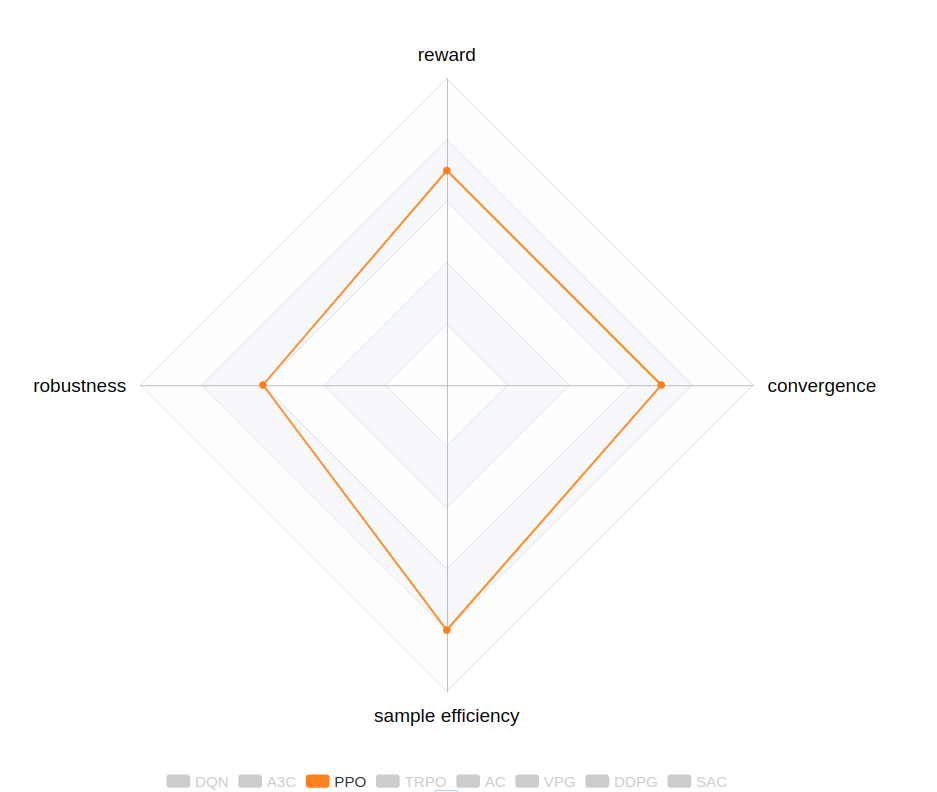 reward
robustness
convergence
sample efficiency
DQN A3C PPO TRPO AC VPG DDPG SAC